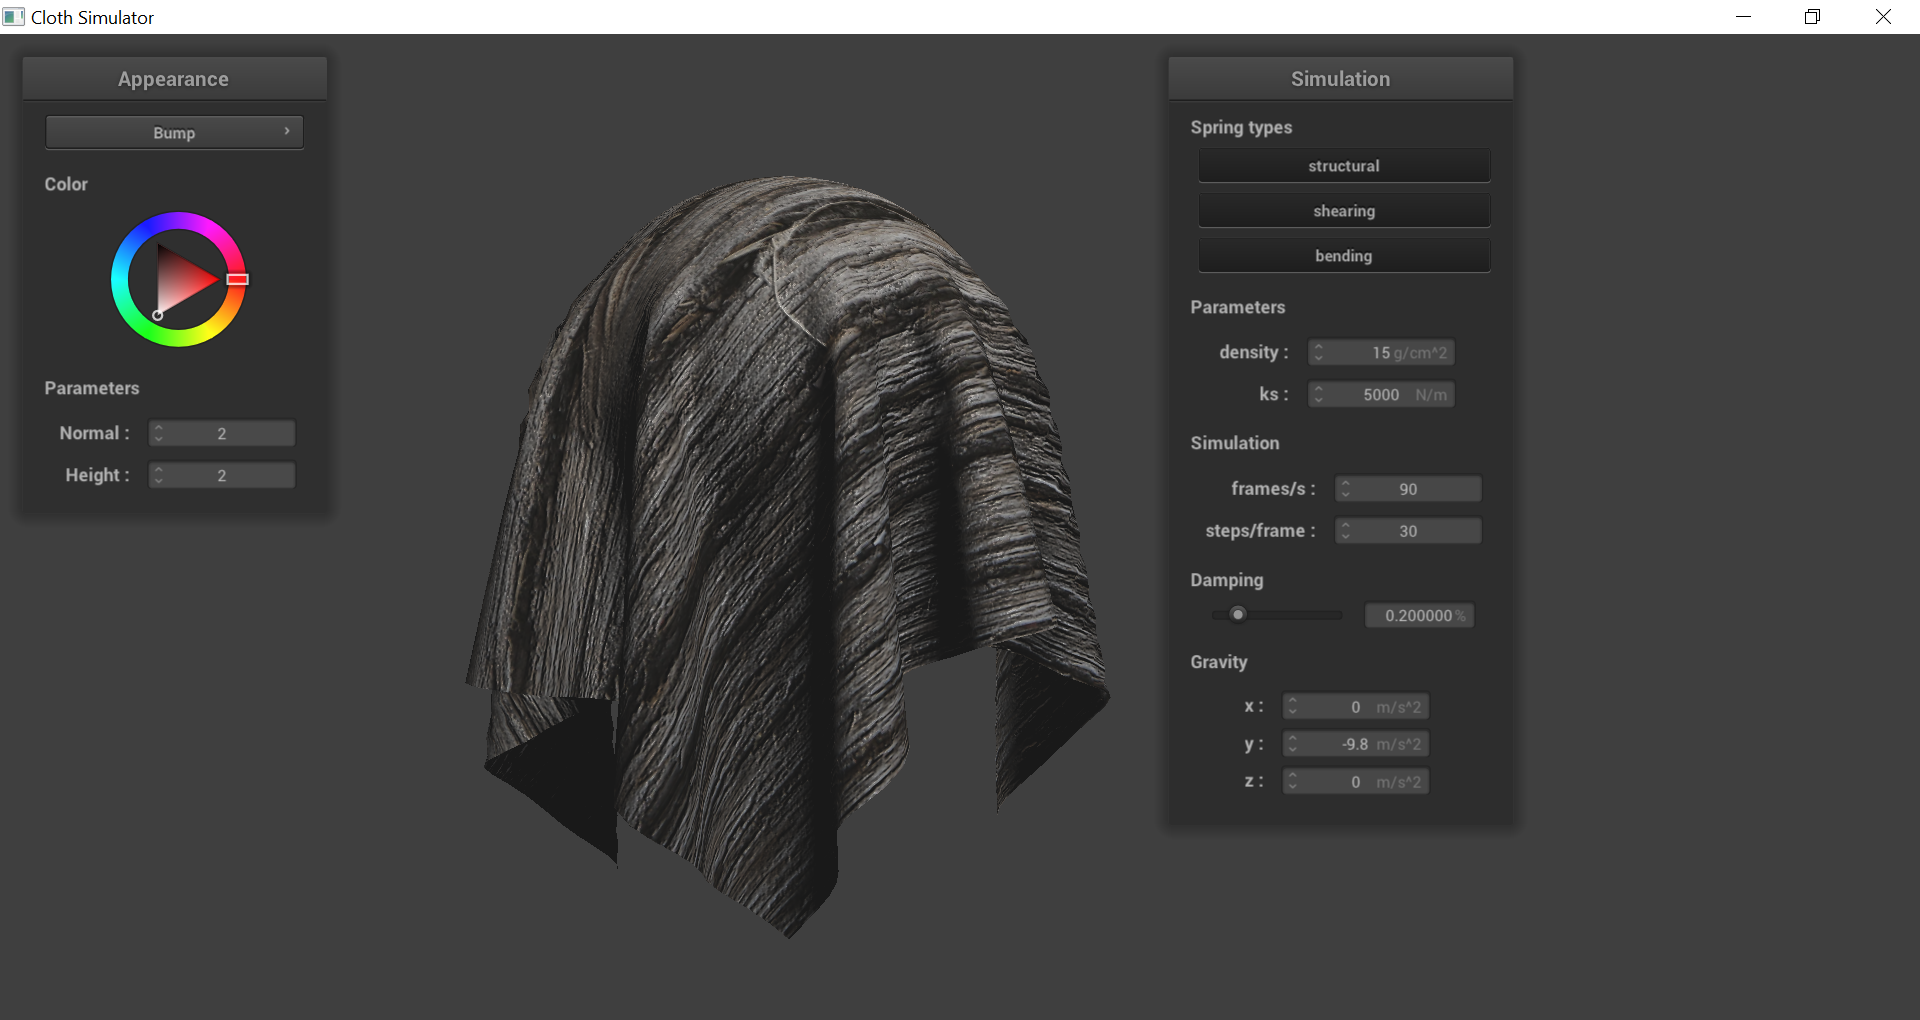 Cloth Simulator
Appearance
Bump
Color
Parameters
Normal : 2
Height : 2
Simulation
Spring types
structural
shearing
bending
Parameters
density : 15 g/cm^2
ks : 5000 N/m
Simulation
frames/s : 90
steps/frame : 30
Damping
0.200000 %
Gravity
x : 0 m/s^2
y : -9.8 m/s^2
z : 0 m/s^2